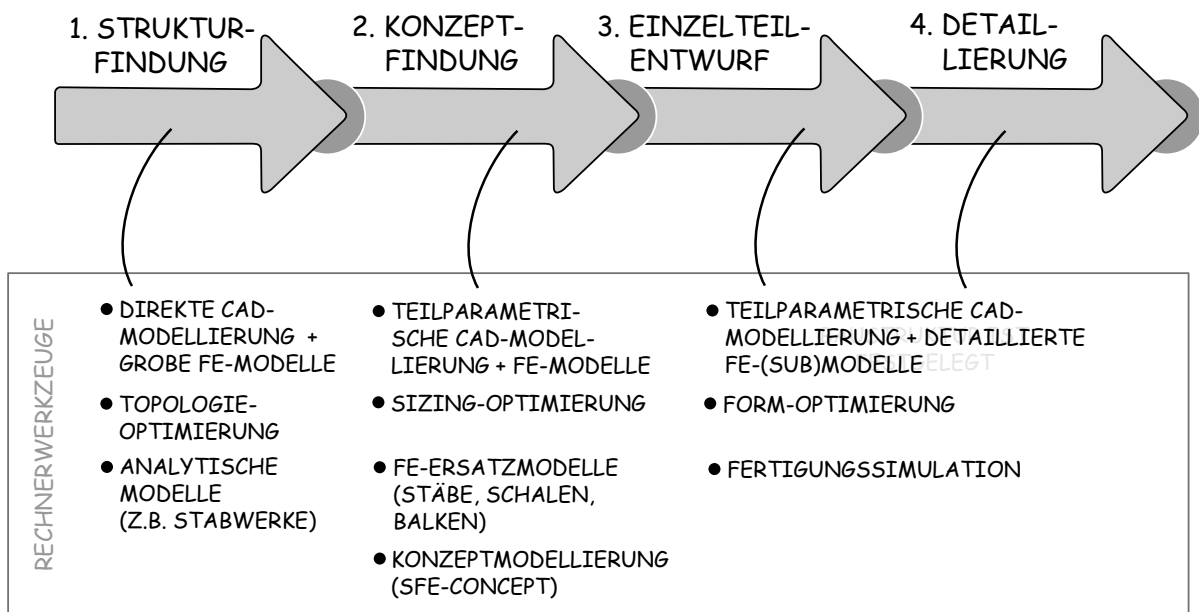 1. STRUKTUR-
FINDUNG
2. KONZEPT-
FINDUNG
3. EINZELTEIL-
ENTWURF
4. DETAIL-
LIERUNG
RECHNERWERKZEUGE
● DIREKTE CAD-
MODELLIERUNG +
GROBE FE-MODELLE
● TOPOLOGIE-
OPTIMIERUNG
● ANALYTISCHE
MODELLE
(Z.B. STABWERKE)
● TEILPARAMETRI-
SCHE CAD-MODEL-
LIERUNG + FE-MODELLE
● SIZING-OPTIMIERUNG
● FE-ERSATZMODELLE
(STÄBE, SCHALEN,
BALKEN)
● KONZEPTMODELLIERUNG
(SFE-CONCEPT)
● TEILPARAMETRISCHE CAD-
MODELLIERUNG + DETAILLIERTE
FE-(SUB)MODELLE
● FORM-OPTIMIERUNG
● FERTIGUNGSSIMULATION